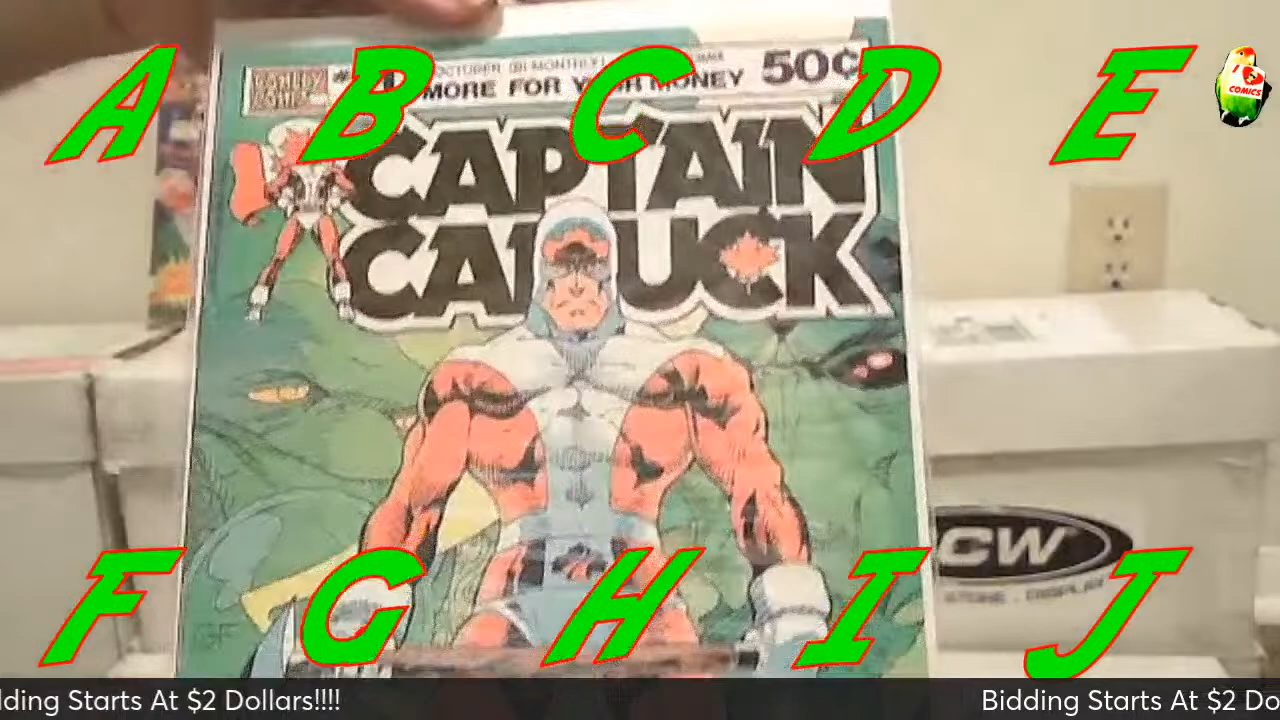 A B C D E
COMICS
OCTOBER (BI-MONTHLY)
MORE FOR YOUR MONEY 50¢
CAPTAIN
CANUCK
CW
F G H I J
dding Starts At $2 Dollars!!!!
Bidding Starts At $2 Do